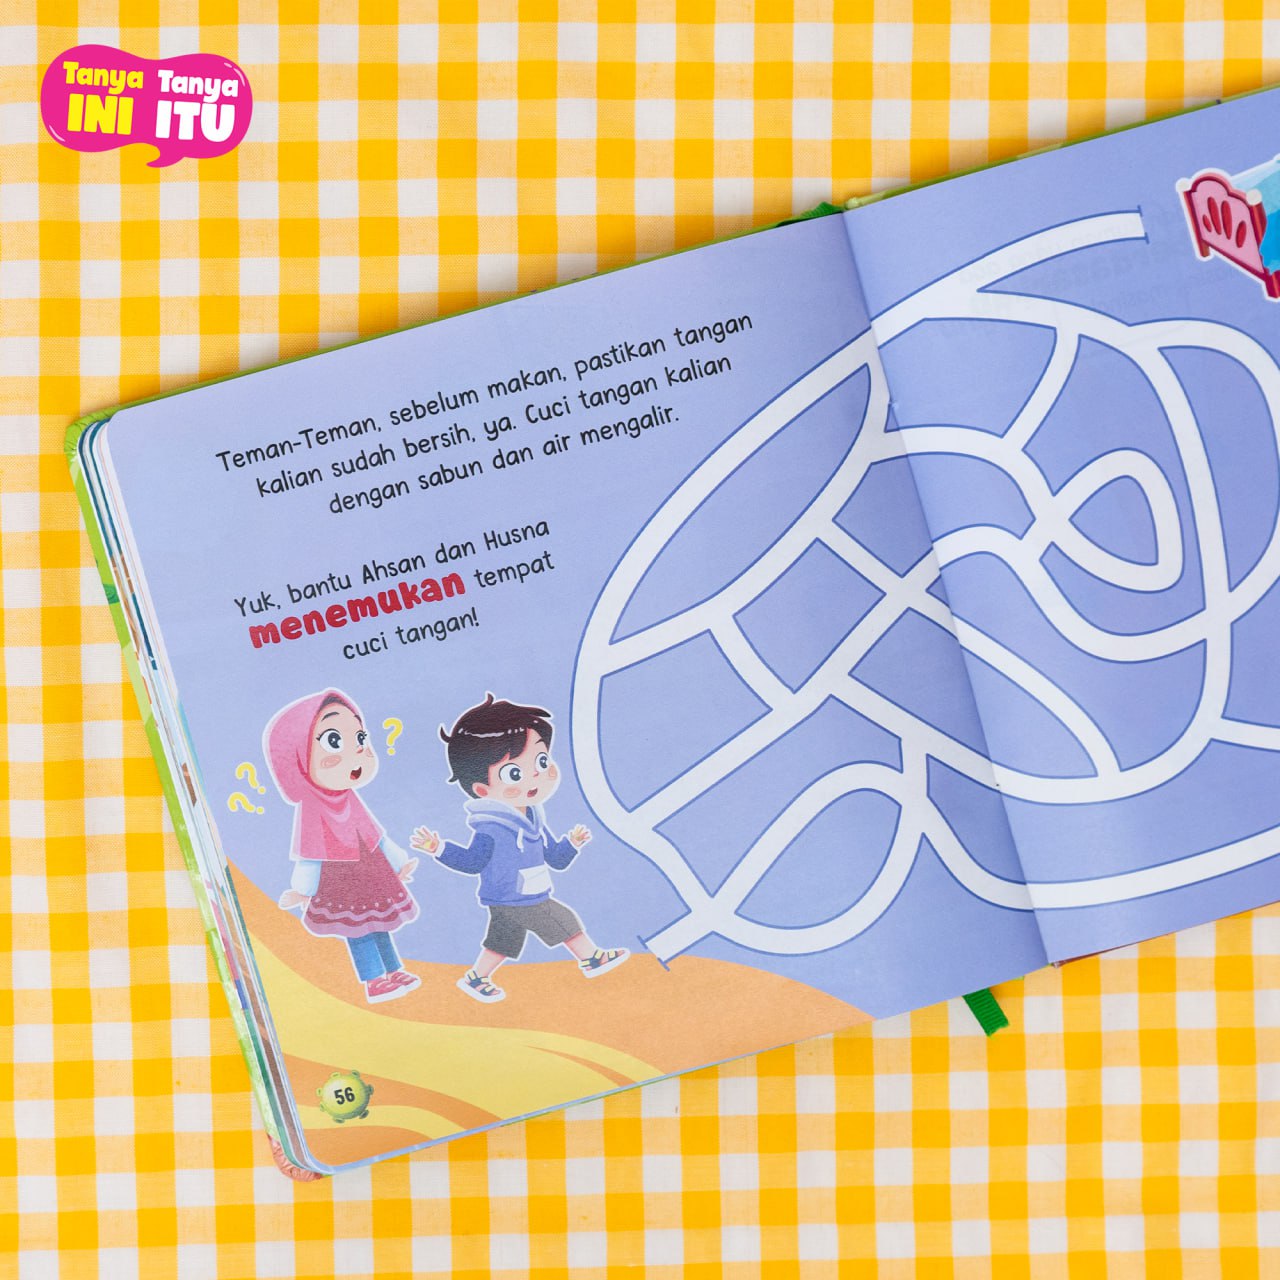 Tanya Tanya
INI ITU
Teman-Teman, sebelum makan, pastikan tangan
kalian sudah bersih, ya. Cuci tangan kalian
dengan sabun dan air mengalir.
Yuk, bantu Ahsan dan Husna
menemukan tempat
cuci tangan!
? ?
? ?
56